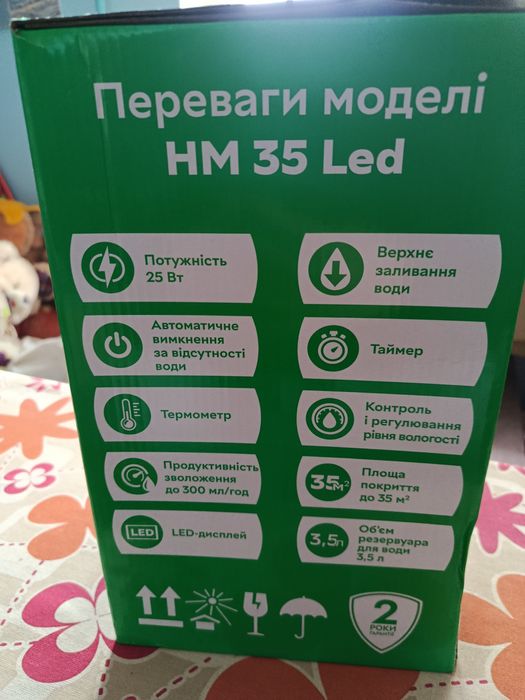 Переваги моделі
HM 35 Led
Потужність
25 Вт
Верхнє
заливання
води
Автоматичне
вимкнення
за відсутності
води
Таймер
Термометр
Контроль
і регулювання
рівня вологості
Продуктивність
зволоження
до 300 мл/год
35м²
Площа
покриття
до 35 м²
LED
LED-дисплей
3,5л
Об'єм
резервуара
для води
3,5 л
2
РОКИ
ГАРАНТІЇ